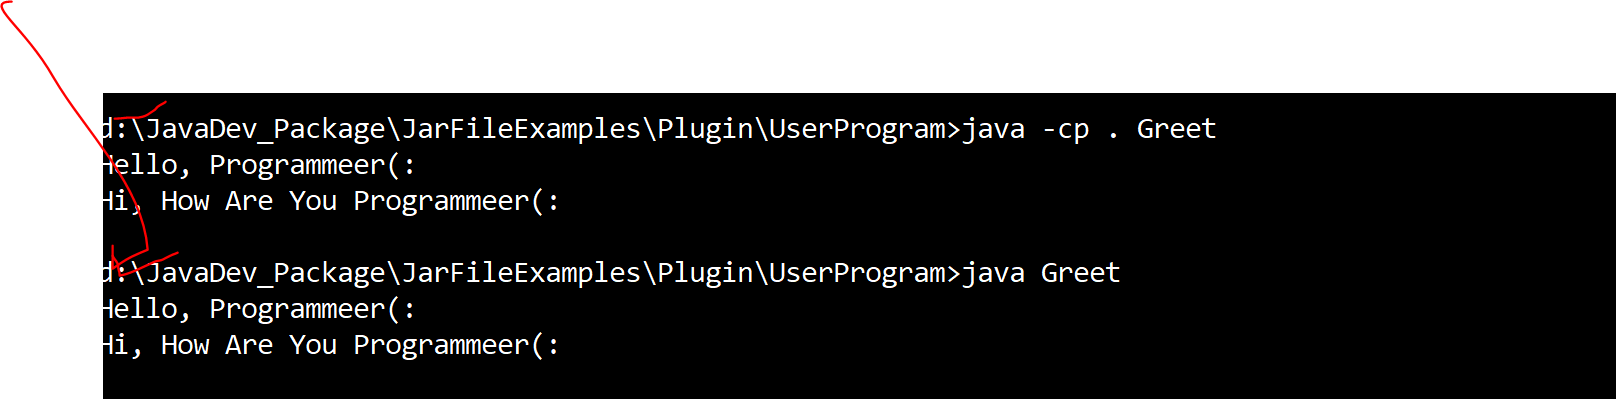 d:\JavaDev_Package\JarFileExamples\Plugin\UserProgram>java -cp . Greet
Hello, Programmeer(:
Hi, How Are You Programmeer(:
d:\JavaDev_Package\JarFileExamples\Plugin\UserProgram>java Greet
Hello, Programmeer(:
Hi, How Are You Programmeer(: